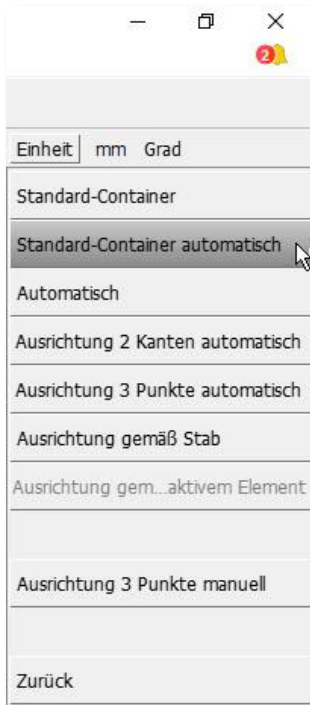 2
Einheit mm Grad
Standard-Container
Standard-Container automatisch
Automatisch
Ausrichtung 2 Kanten automatisch
Ausrichtung 3 Punkte automatisch
Ausrichtung gemäß Stab
Ausrichtung gem...aktivem Element
Ausrichtung 3 Punkte manuell
Zurück